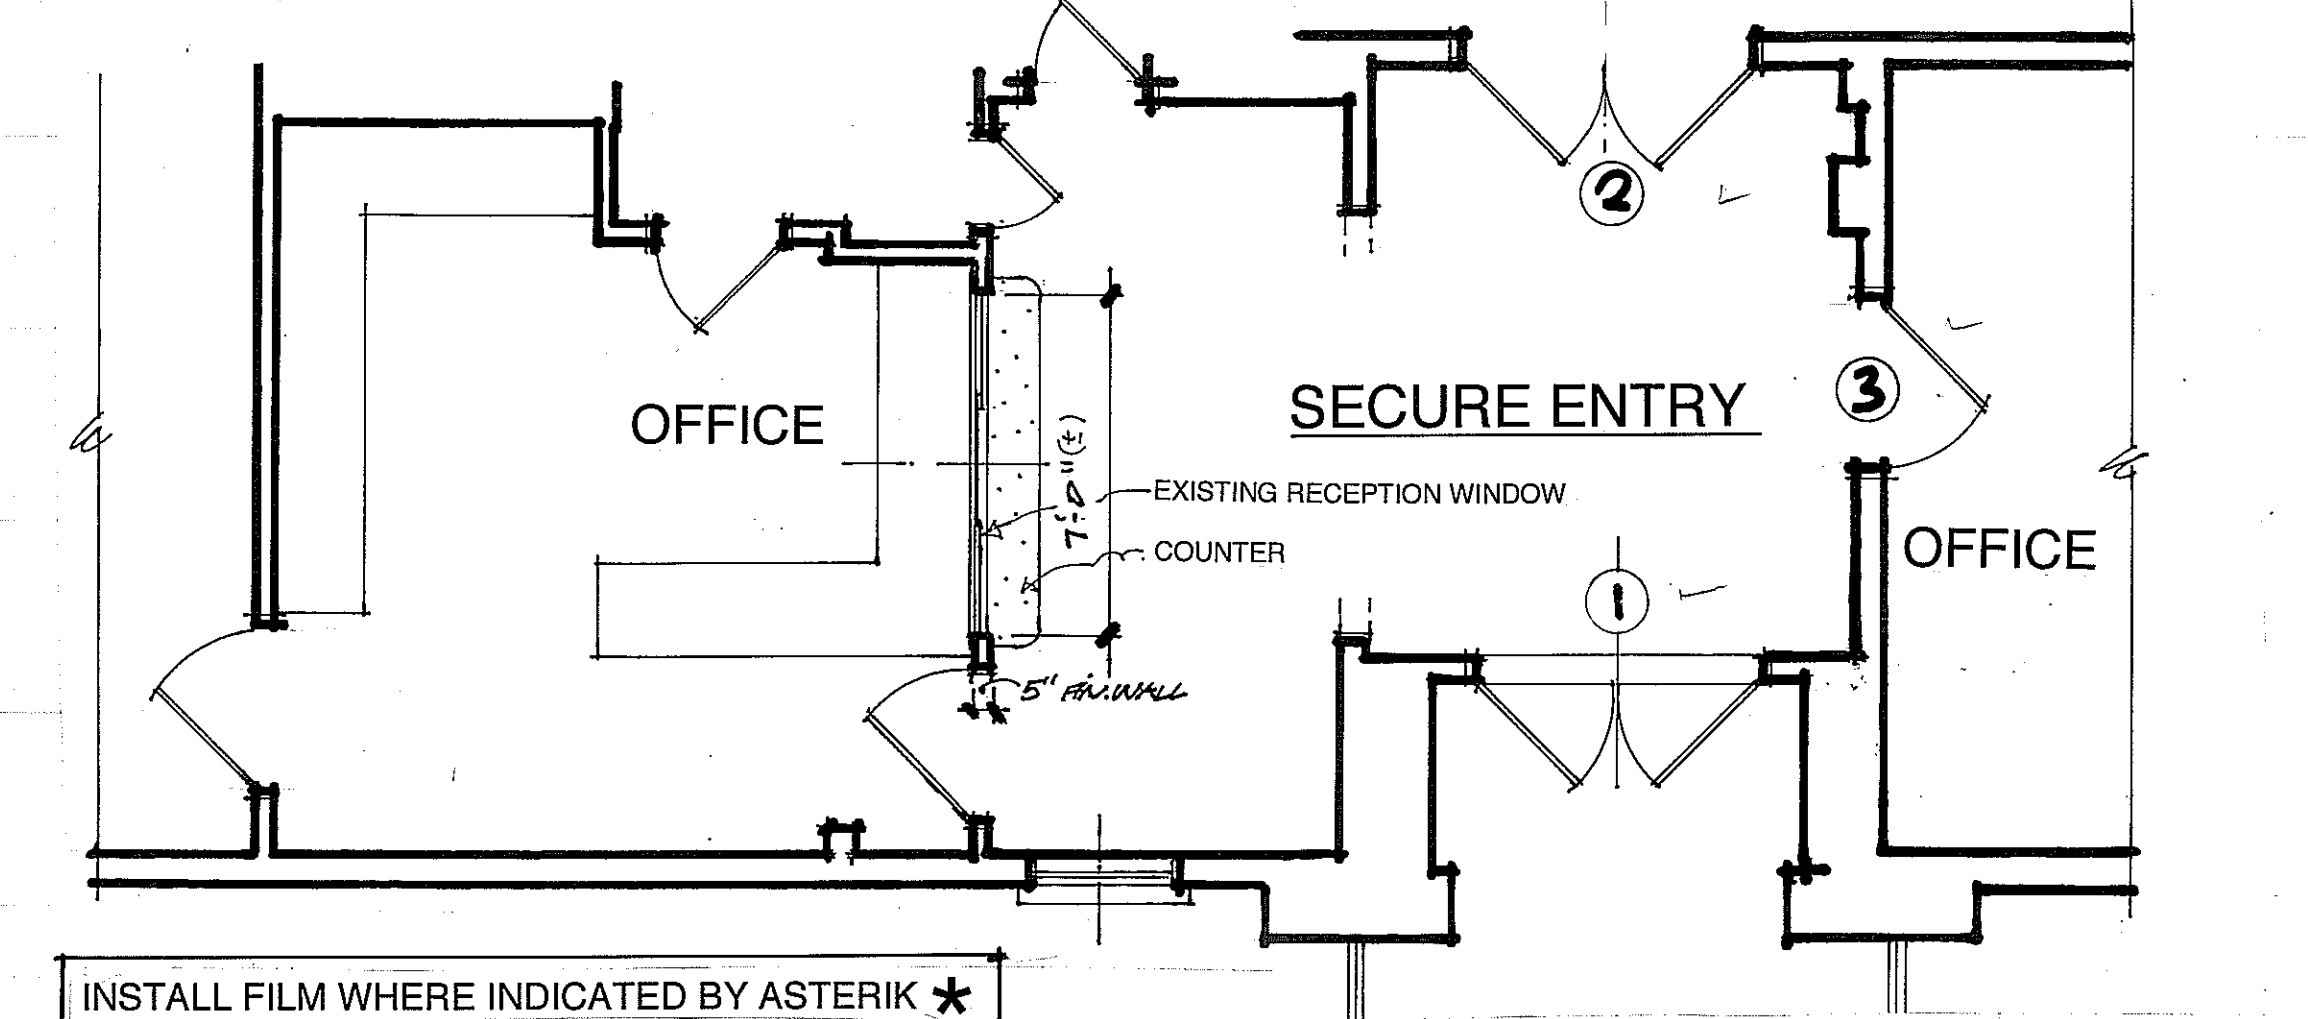 2
3
OFFICE
SECURE ENTRY
7'-0" (±)
EXISTING RECEPTION WINDOW
COUNTER
OFFICE
1
5" FIN. WALL
INSTALL FILM WHERE INDICATED BY ASTERIK *